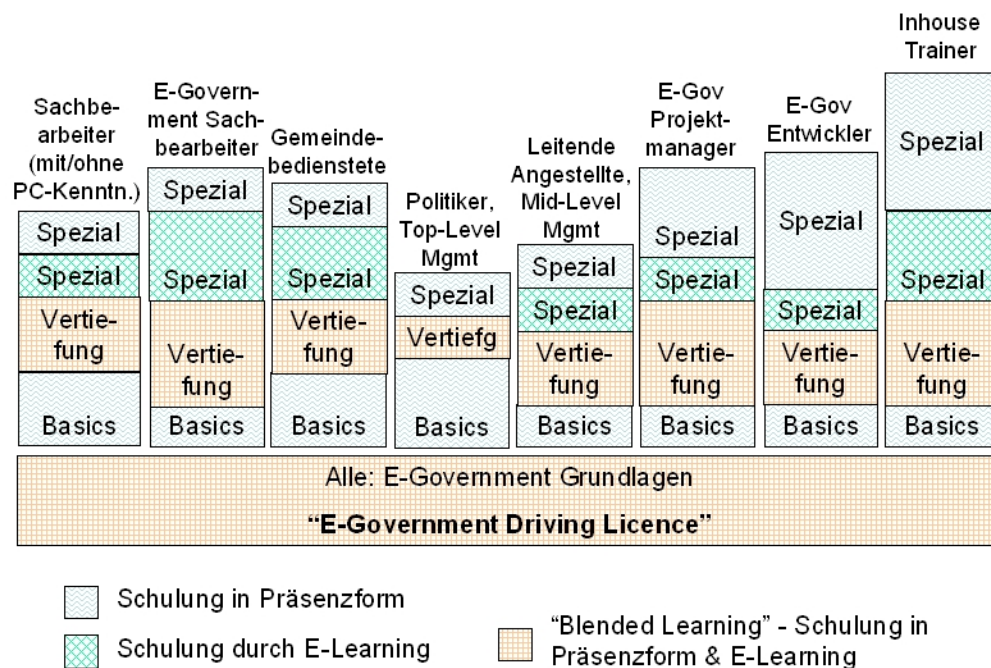 Sachbe-
arbeiter
(mit/ohne
PC-Kenntn.)
Spezial
Spezial
Vertie-
fung
Basics
E-Govern-
ment Sach-
bearbeiter
Spezial
Spezial
Vertie-
fung
Basics
Gemeinde-
bedienstete
Spezial
Spezial
Vertie-
fung
Basics
Politiker,
Top-Level
Mgmt
Spezial
Vertiefg
Basics
Leitende
Angestellte,
Mid-Level
Mgmt
Spezial
Spezial
Vertie-
fung
Basics
E-Gov
Projekt-
manager
Spezial
Spezial
Vertie-
fung
Basics
E-Gov
Entwickler
Spezial
Spezial
Vertie-
fung
Basics
Inhouse
Trainer
Spezial
Spezial
Vertie-
fung
Basics
Alle: E-Government Grundlagen
“E-Government Driving Licence”
Schulung in Präsenzform
Schulung durch E-Learning
“Blended Learning” - Schulung in
Präsenzform & E-Learning